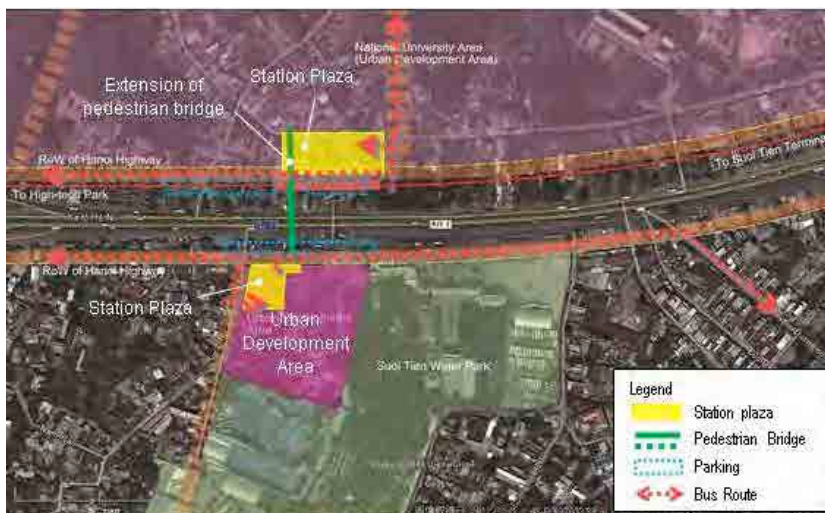 National University Area
(Urban Development Area)
Station Plaza
Extension of
pedestrian bridge
RoW of Hanoi Highway
To Suoi Tien Terminal
To High-tech Park
RoW of Hanoi Highway
Station Plaza
Urban
Development
Area
Suoi Tien Water Park
Legend
Station plaza
Pedestrian Bridge
Parking
Bus Route